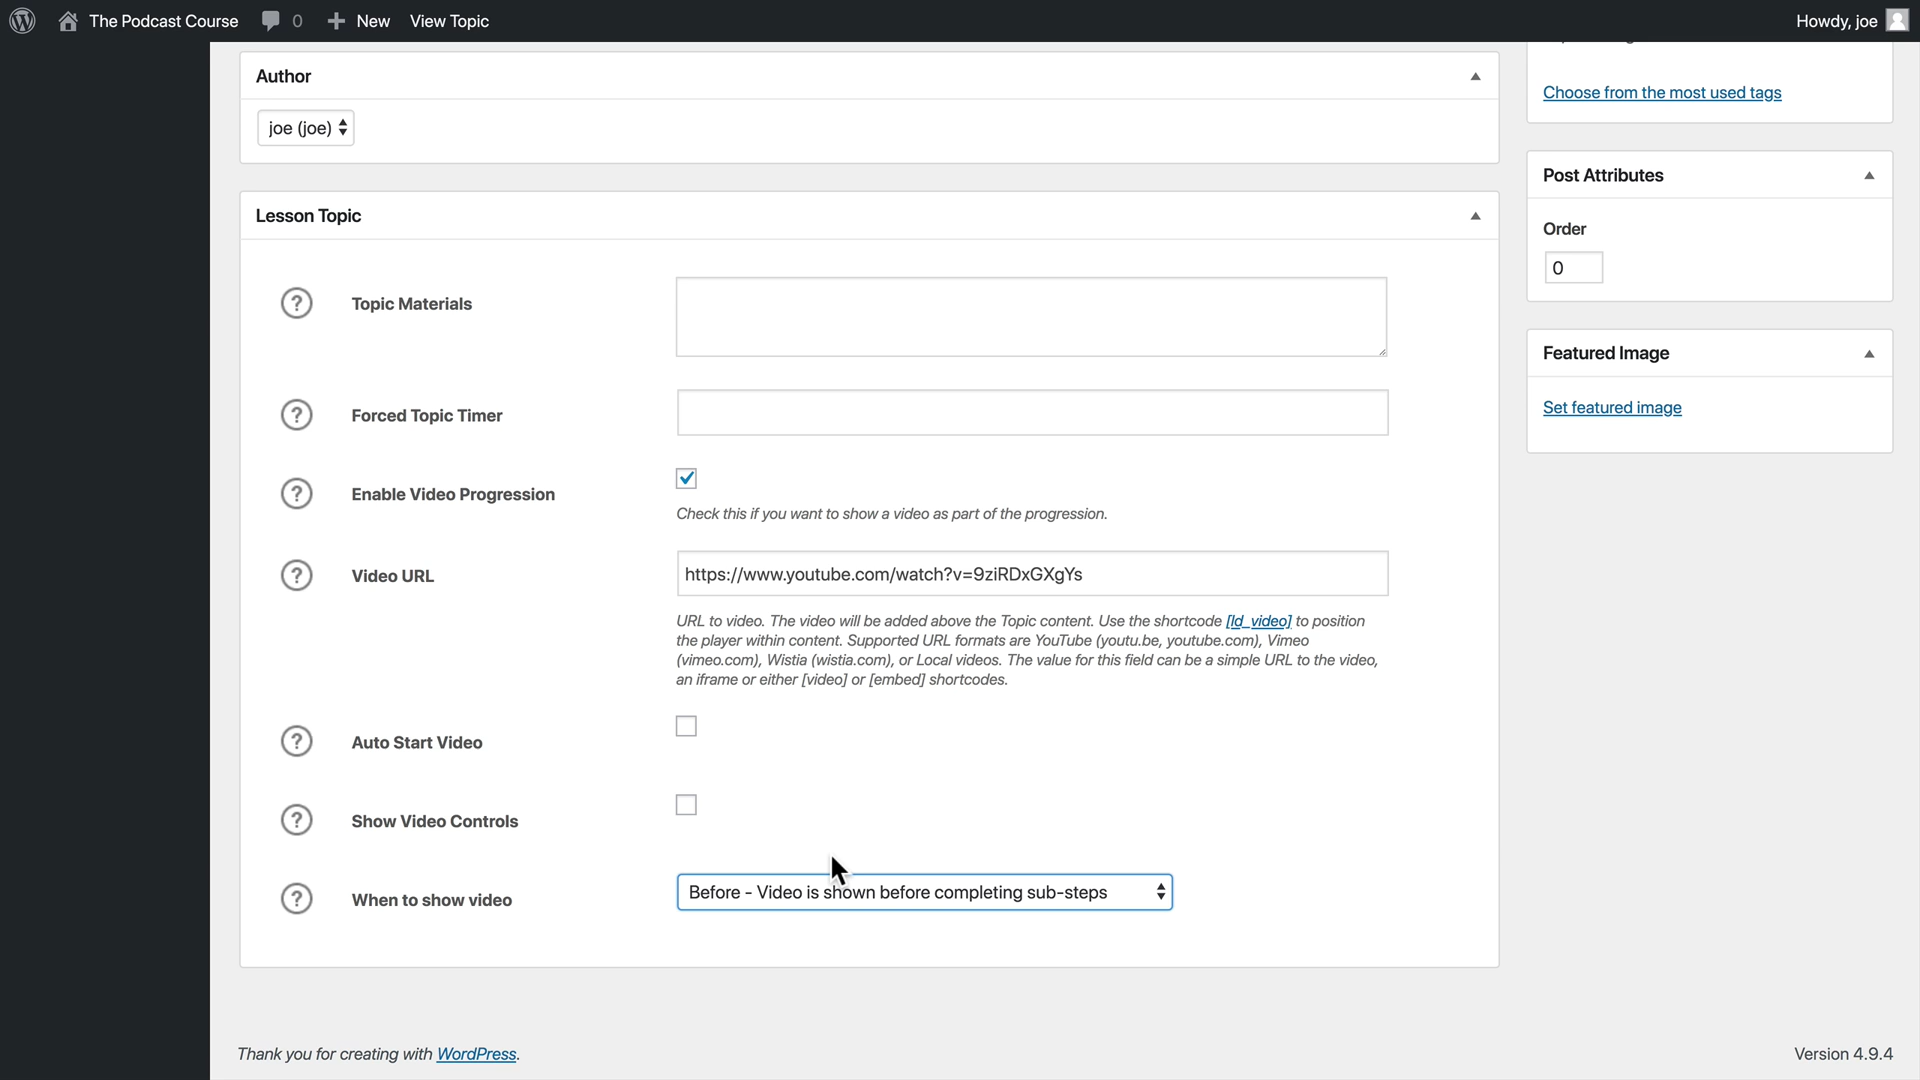 The Podcast Course 0 New View Topic Howdy, joe
Author
joe (joe)
Choose from the most used tags
Post Attributes
Order
0
Featured Image
Set featured image
Lesson Topic
Topic Materials
Forced Topic Timer
Enable Video Progression
Check this if you want to show a video as part of the progression.
Video URL
https://www.youtube.com/watch?v=9ziRDxGXgYs
URL to video. The video will be added above the Topic content. Use the shortcode [ld_video] to position
the player within content. Supported URL formats are YouTube (youtu.be, youtube.com), Vimeo
(vimeo.com), Wistia (wistia.com), or Local videos. The value for this field can be a simple URL to the video,
an iframe or either [video] or [embed] shortcodes.
Auto Start Video
Show Video Controls
When to show video
Before - Video is shown before completing sub-steps
Thank you for creating with WordPress.
Version 4.9.4